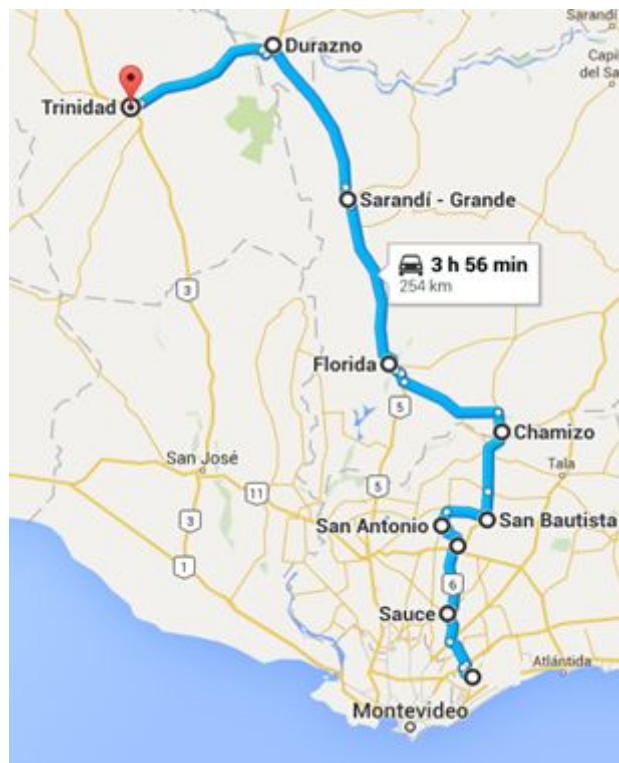 Sarandí
Durazno
Capi
del Sa
Trinidad
Sarandí - Grande
3 h 56 min
254 km
3
Florida
5
Chamizo
San José
Tala
5
11
San Antonio
San Bautista
3
1
6
Sauce
Atlántida
Montevideo